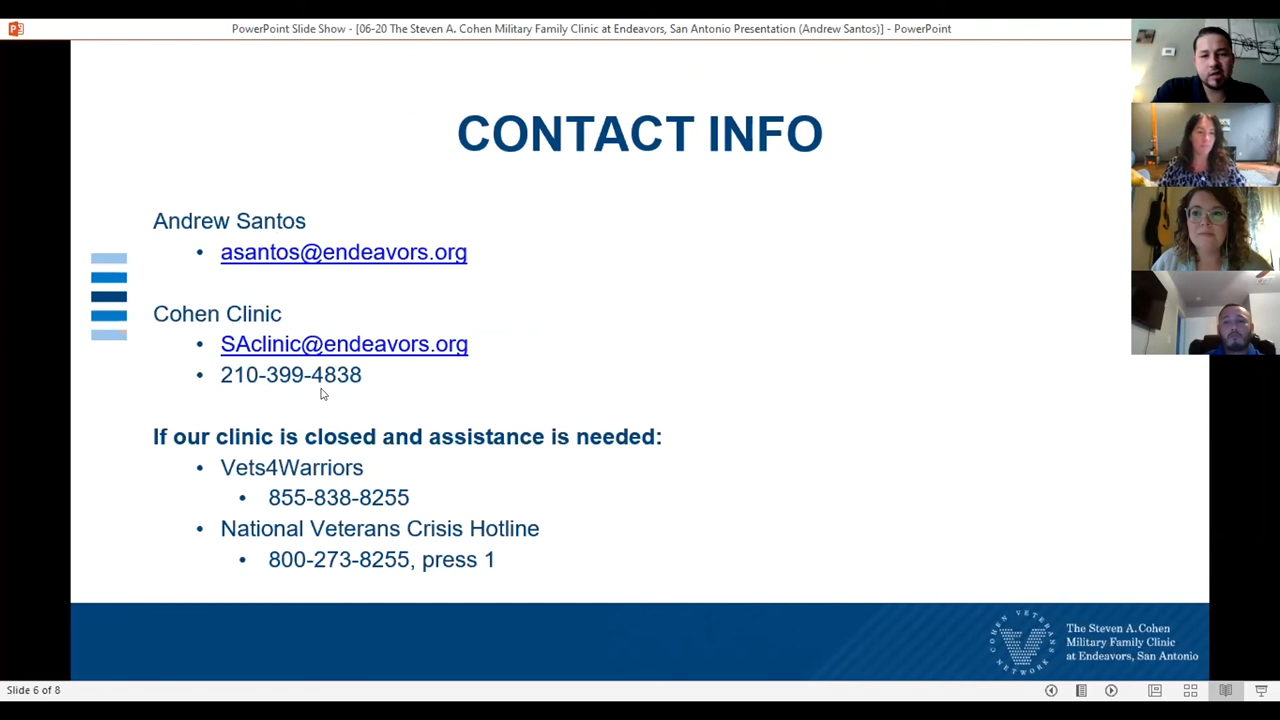 PowerPoint Slide Show - [06-20 The Steven A. Cohen Military Family Clinic at Endeavors, San Antonio Presentation (Andrew Santos)] - PowerPoint
CONTACT INFO
Andrew Santos
• asantos@endeavors.org
Cohen Clinic
• SAclinic@endeavors.org
• 210-399-4838
If our clinic is closed and assistance is needed:
• Vets4Warriors
• 855-838-8255
• National Veterans Crisis Hotline
• 800-273-8255, press 1
COHEN VETERANS NETWORK
The Steven A. Cohen
Military Family Clinic
at Endeavors, San Antonio
Slide 6 of 8